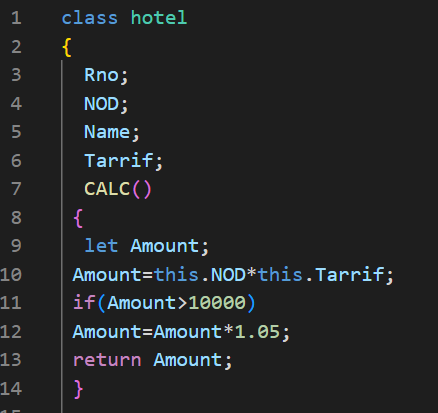 1 class hotel
2 {
3 Rno;
4 NOD;
5 Name;
6 Tarrif;
7 CALC()
8 {
9 let Amount;
10 Amount=this.NOD*this.Tarrif;
11 if(Amount>10000)
12 Amount=Amount*1.05;
13 return Amount;
14 }